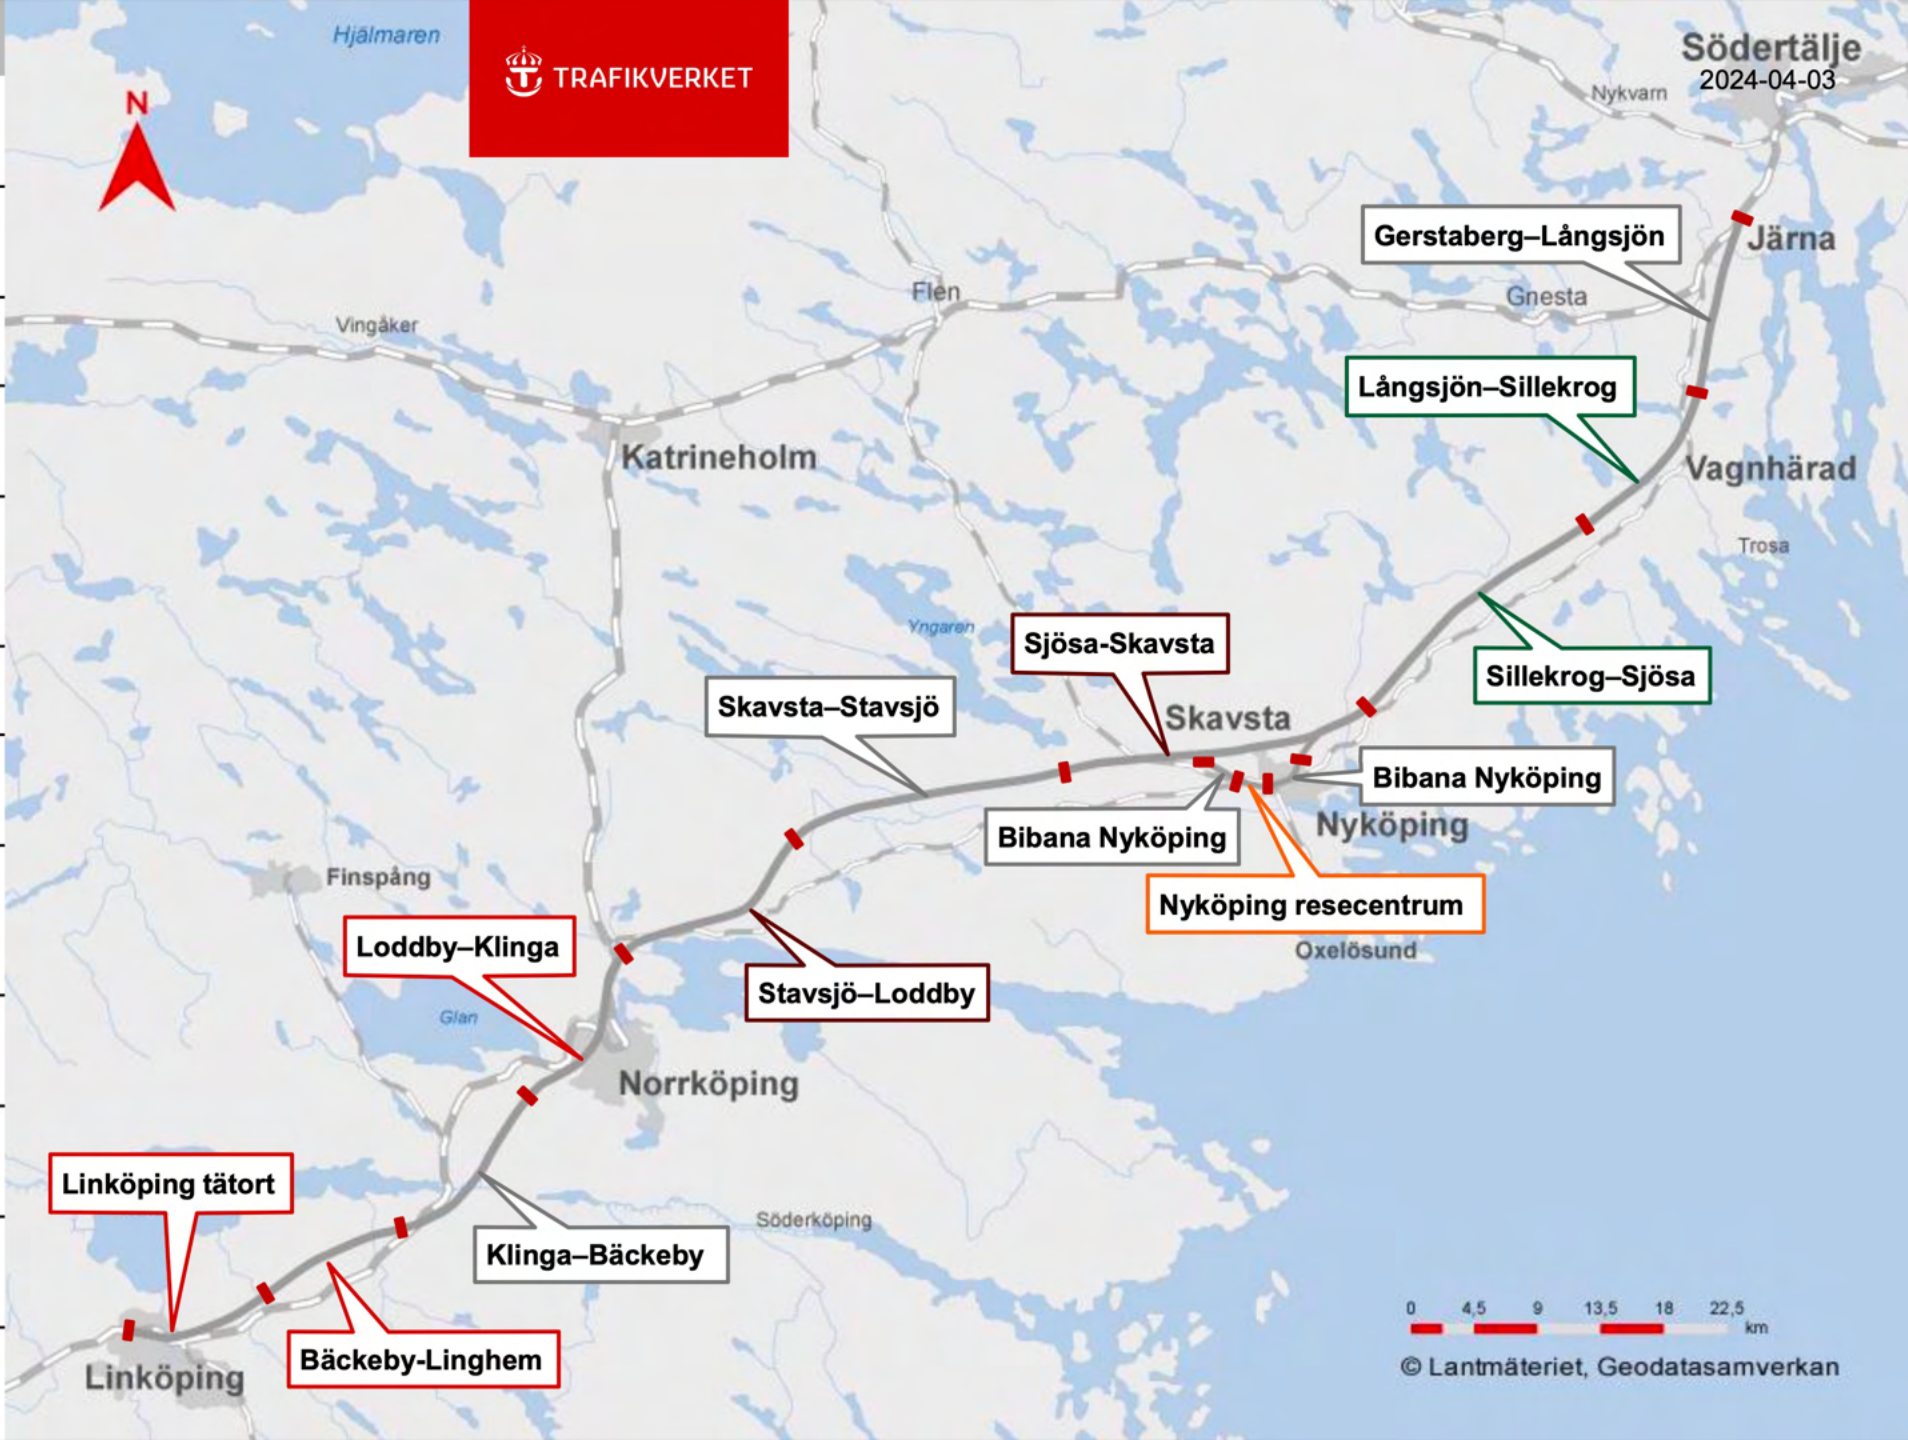 Hjälmaren
TRAFIKVERKET
Södertälje
2024-04-03
Nykvarn
N
Gerstaberg–Långsjön
Järna
Flen
Gnesta
Vingåker
Långsjön–Sillekrog
Katrineholm
Vagnhärad
Trosa
Yngaren
Sjösa-Skavsta
Sillekrog–Sjösa
Skavsta–Stavsjö
Skavsta
Bibana Nyköping
Nyköping
Bibana Nyköping
Finspång
Nyköping resecentrum
Loddby–Klinga
Oxelösund
Stavsjö–Loddby
Glan
Norrköping
Linköping tätort
Söderköping
Klinga–Bäckeby
0 4,5 9 13,5 18 22,5
km
Bäckeby-Linghem
Linköping
© Lantmäteriet, Geodatasamverkan